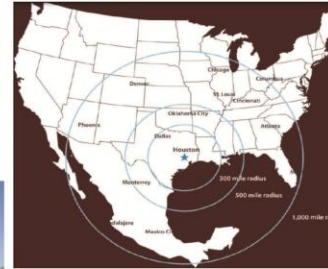 Chicago
Denver
Columbus
St. Louis
Cincinnati
Oklahoma City
Phoenix
Atlanta
Dallas
Houston
300 mile radius
Monterrey
500 mile radius
1,000 mile radius
Mexico City